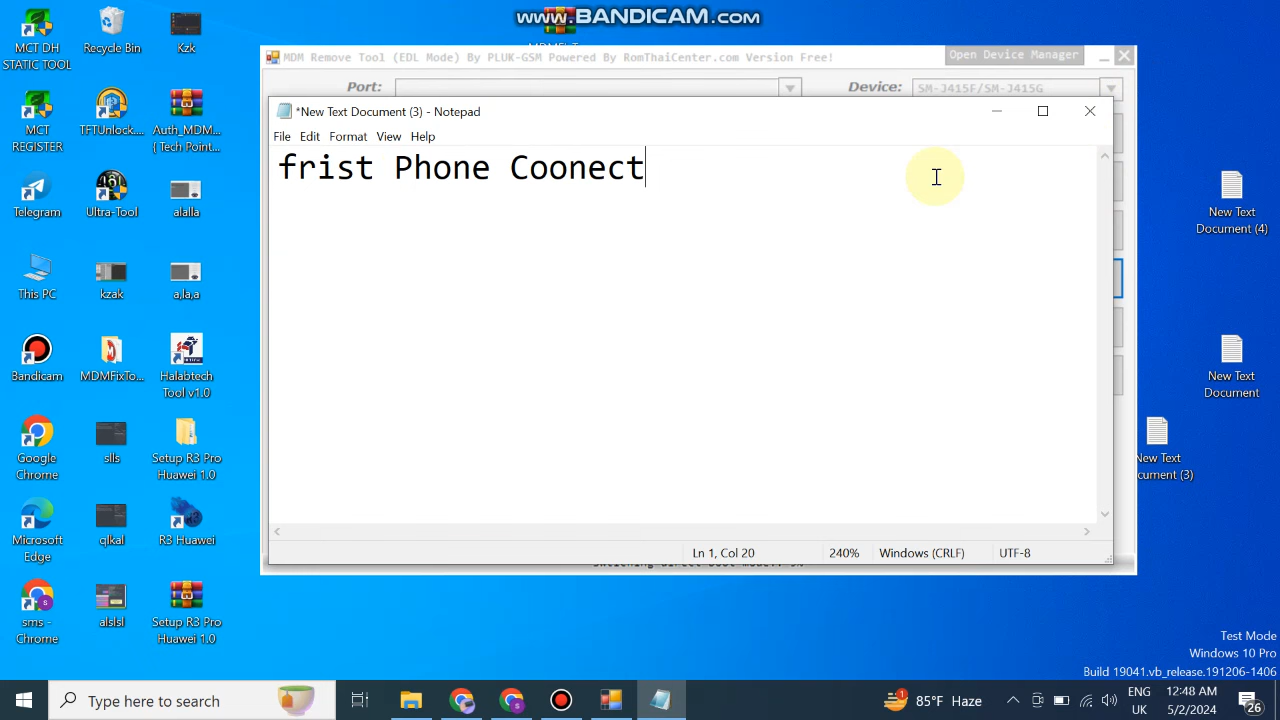 www.BANDICAM.com
MCT DH
STATIC TOOL
Recycle Bin
Kzk
MDM Remove Tool (EDL Mode) By PLUK-GSM Powered By RomThaiCenter.com Version Free!
Open Device Manager
Port:
Device:
SM-J415F/SM-J415G
*New Text Document (3) - Notepad
File Edit Format View Help
frist Phone Coonect
Ln 1, Col 20
240%
Windows (CRLF)
UTF-8
MCT
REGISTER
TFTUnlock....
Auth_MDM...
( Tech Point...
Telegram
Ultra-Tool
alalla
This PC
kzak
a,la,a
Bandicam
MDMFixTo...
Halabtech
Tool v1.0
Google
Chrome
slls
Setup R3 Pro
Huawei 1.0
Microsoft
Edge
qlkal
R3 Huawei
sms -
Chrome
alslsl
Setup R3 Pro
Huawei 1.0
New Text
Document (4)
New Text
Document
New Text
cument (3)
Test Mode
Windows 10 Pro
Build 19041.vb_release.191206-1406
Type here to search
1
85°F Haze
ENG
UK
12:48 AM
5/2/2024
26